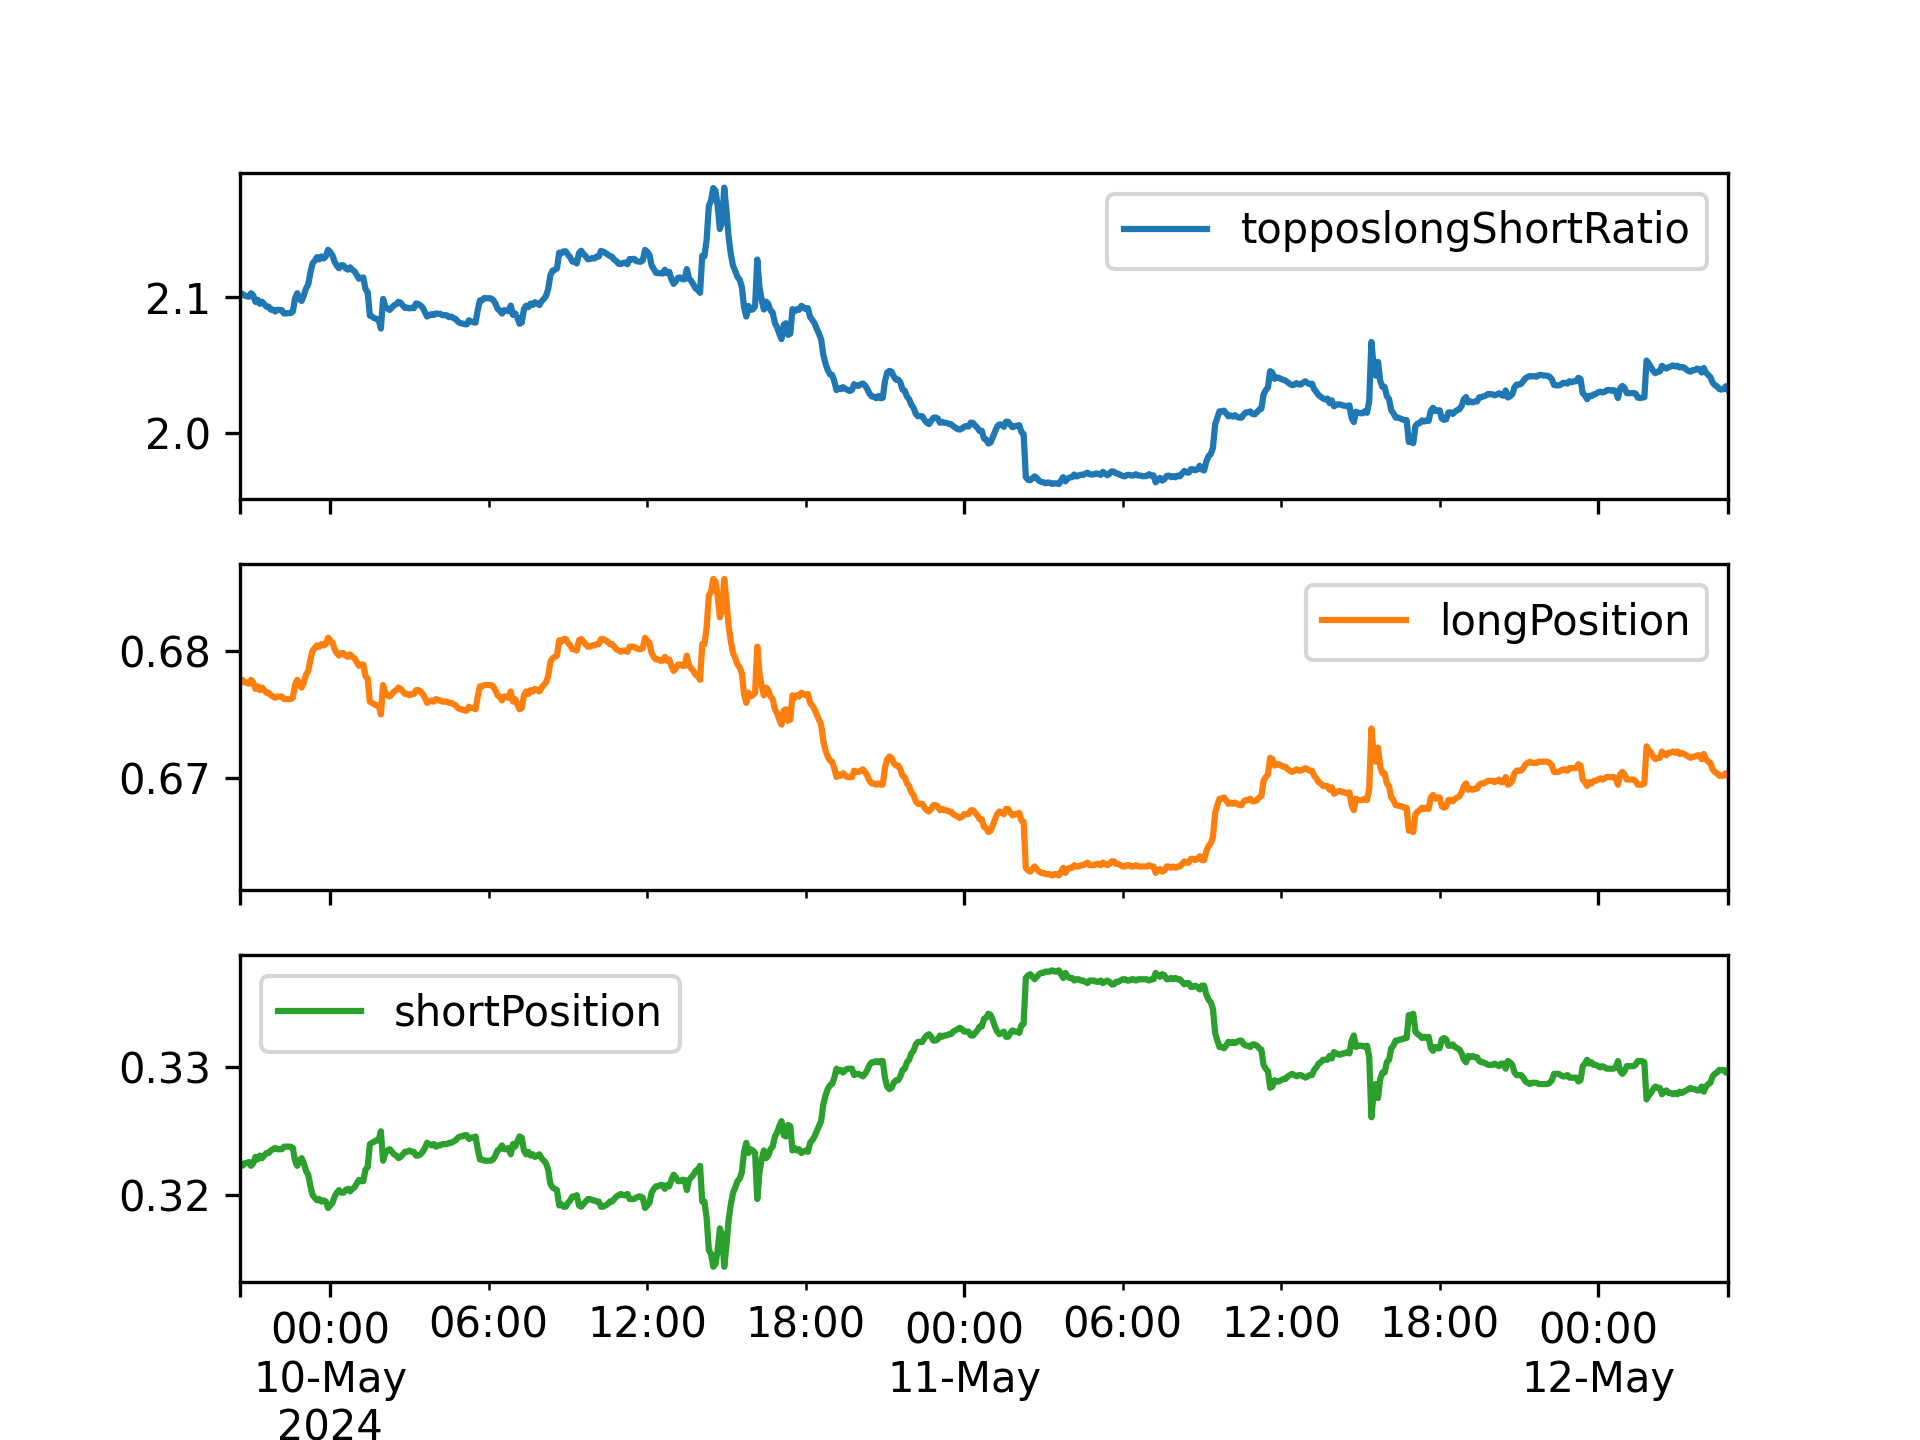 topposlongShortRatio
2.1
2.0
longPosition
0.68
0.67
shortPosition
0.33
0.32
00:00 06:00 12:00 18:00 00:00 06:00 12:00 18:00 00:00
10-May 11-May 12-May
2024